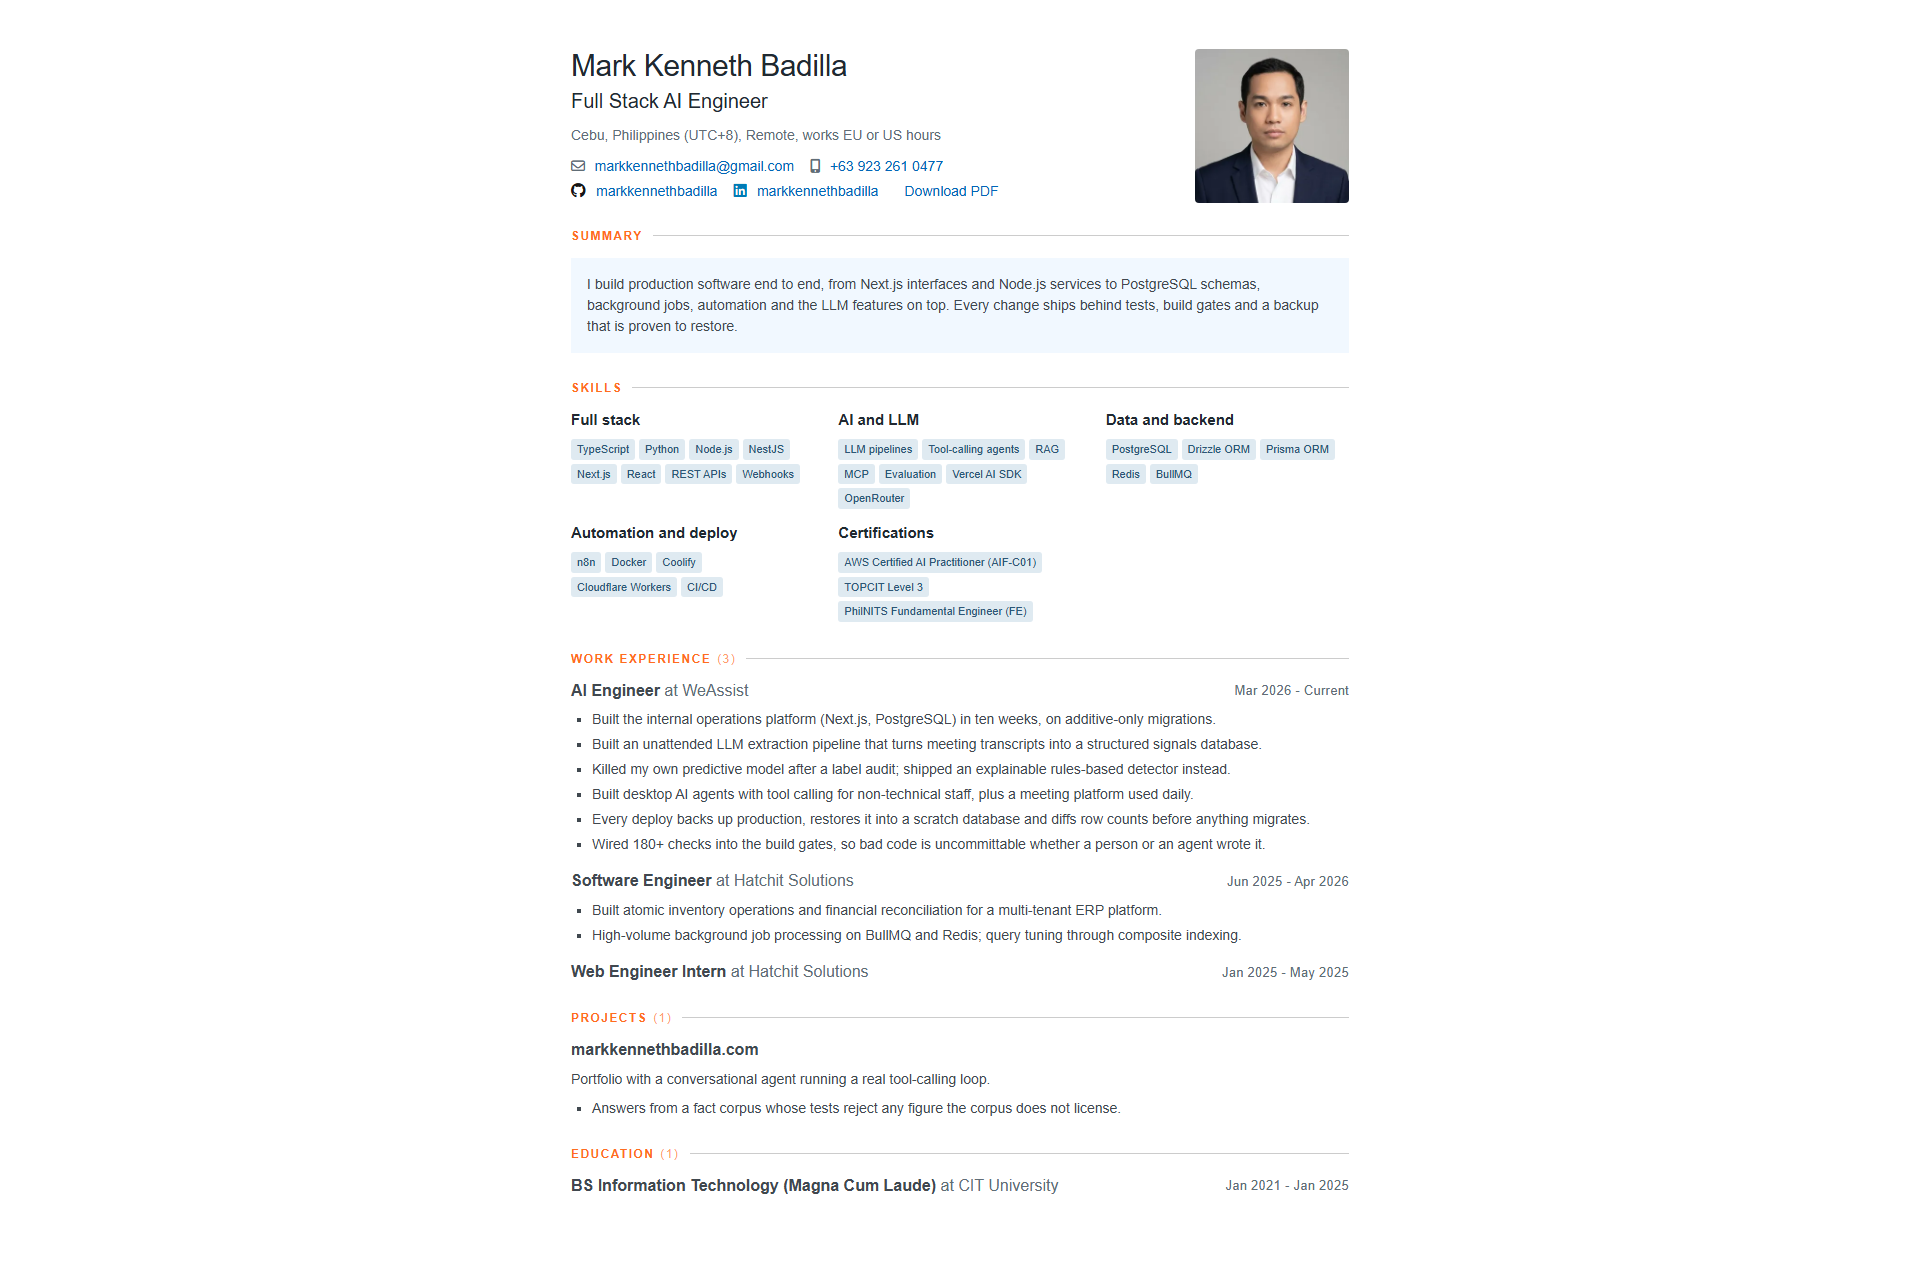 Mark Kenneth Badilla
Full Stack AI Engineer
Cebu, Philippines (UTC+8), Remote, works EU or US hours
markkennethbadilla@gmail.com +63 923 261 0477
markkennethbadilla markkennethbadilla Download PDF
SUMMARY
I build production software end to end, from Next.js interfaces and Node.js services to PostgreSQL schemas,
background jobs, automation and the LLM features on top. Every change ships behind tests, build gates and a backup
that is proven to restore.
SKILLS
Full stack
TypeScript Python Node.js NestJS
Next.js React REST APIs Webhooks
AI and LLM
LLM pipelines Tool-calling agents RAG
MCP Evaluation Vercel AI SDK
OpenRouter
Data and backend
PostgreSQL Drizzle ORM Prisma ORM
Redis BullMQ
Automation and deploy
n8n Docker Coolify
Cloudflare Workers CI/CD
Certifications
AWS Certified AI Practitioner (AIF-C01)
TOPCIT Level 3
PhilNITS Fundamental Engineer (FE)
WORK EXPERIENCE (3)
AI Engineer at WeAssist Mar 2026 - Current
Built the internal operations platform (Next.js, PostgreSQL) in ten weeks, on additive-only migrations.
Built an unattended LLM extraction pipeline that turns meeting transcripts into a structured signals database.
Killed my own predictive model after a label audit; shipped an explainable rules-based detector instead.
Built desktop AI agents with tool calling for non-technical staff, plus a meeting platform used daily.
Every deploy backs up production, restores it into a scratch database and diffs row counts before anything migrates.
Wired 180+ checks into the build gates, so bad code is uncommittable whether a person or an agent wrote it.
Software Engineer at Hatchit Solutions Jun 2025 - Apr 2026
Built atomic inventory operations and financial reconciliation for a multi-tenant ERP platform.
High-volume background job processing on BullMQ and Redis; query tuning through composite indexing.
Web Engineer Intern at Hatchit Solutions Jan 2025 - May 2025
PROJECTS (1)
markkennethbadilla.com
Portfolio with a conversational agent running a real tool-calling loop.
Answers from a fact corpus whose tests reject any figure the corpus does not license.
EDUCATION (1)
BS Information Technology (Magna Cum Laude) at CIT University Jan 2021 - Jan 2025